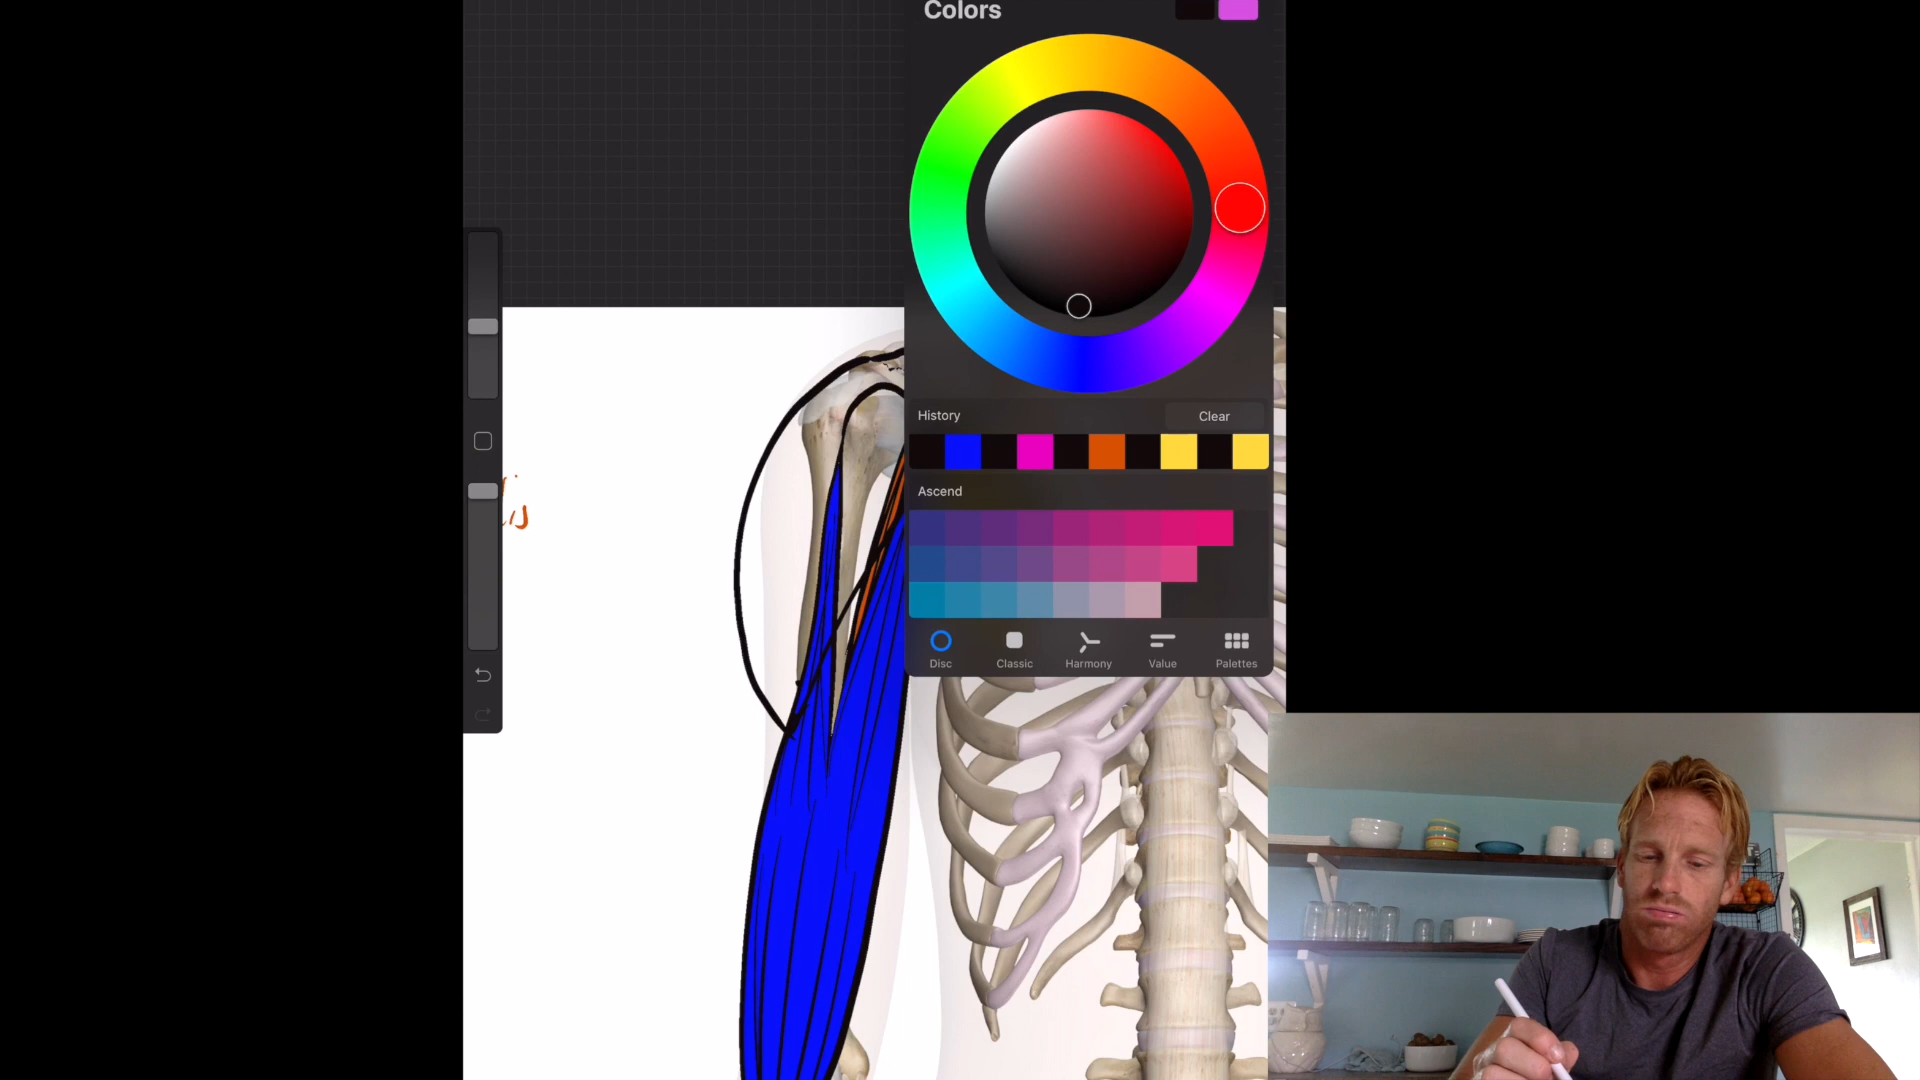 Colors
History
Clear
Ascend
Disc
Classic
Harmony
Value
Palettes